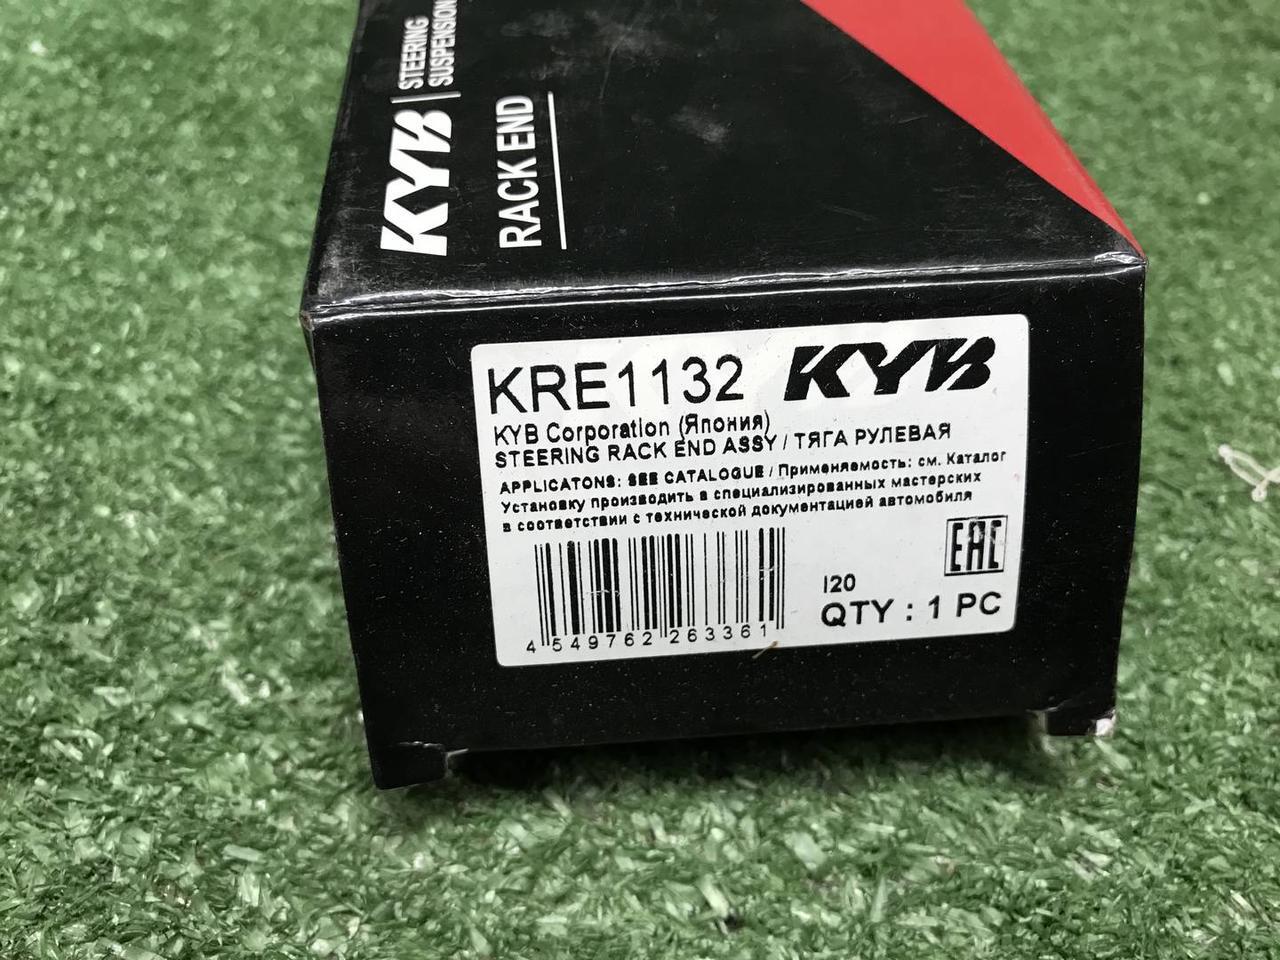 KYB
STEERING
SUSPENSION
RACK END
KRE1132 KYB
KYB Corporation (Япония)
STEERING RACK END ASSY / ТЯГА РУЛЕВАЯ
APPLICATONS: SEE CATALOGUE / Применяемость: см. Каталог
Установку производить в специализированных мастерских
в соответствии с технической документацией автомобиля
EAC
I20
QTY : 1 PC
4 549762 263361